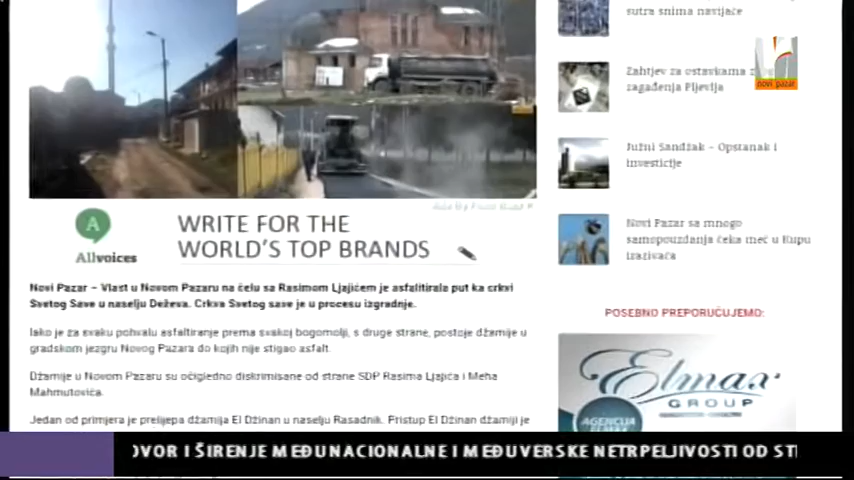 sutra snima navijače
Zahtjev za ostavkama
zagađenja Pljevlja
novi pazar
Južni Sandžak - Opstanak i
investicije
Novi Pazar sa mnogo
samopouzdanja čeka meč u Kupu
izazivača
A
Allvoices
WRITE FOR THE
WORLD'S TOP BRANDS
Novi Pazar – Vlast u Novom Pazaru na čelu sa Rasimom Ljajićem je asfaltirala put ka crkvi
Svetog Save u naselju Deževa. Crkva Svetog save je u procesu izgradnje.
Iako je za svaku pohvalu asfaltiranje prema svakoj bogomolji, s druge strane, postoje džamije u
gradskom jezgru Novog Pazara do kojih nije stigao asfalt.
Džamije u Novom Pazaru su očigledno diskrimisane od strane SDP Rasima Ljajića i Meha
Mahmutovića.
Jedan od primjera je prelijepa džamija El Džinan u naselju Rasadnik. Pristup El Džinan džamiji je
POSEBNO PREPORUČUJEMO:
Elmax
GROUP
AGENCIJA
ELMAX
OVOR I ŠIRENJE MEĐUNACIONALNE I MEĐUVERSKE NETRPELJIVOSTI OD ST